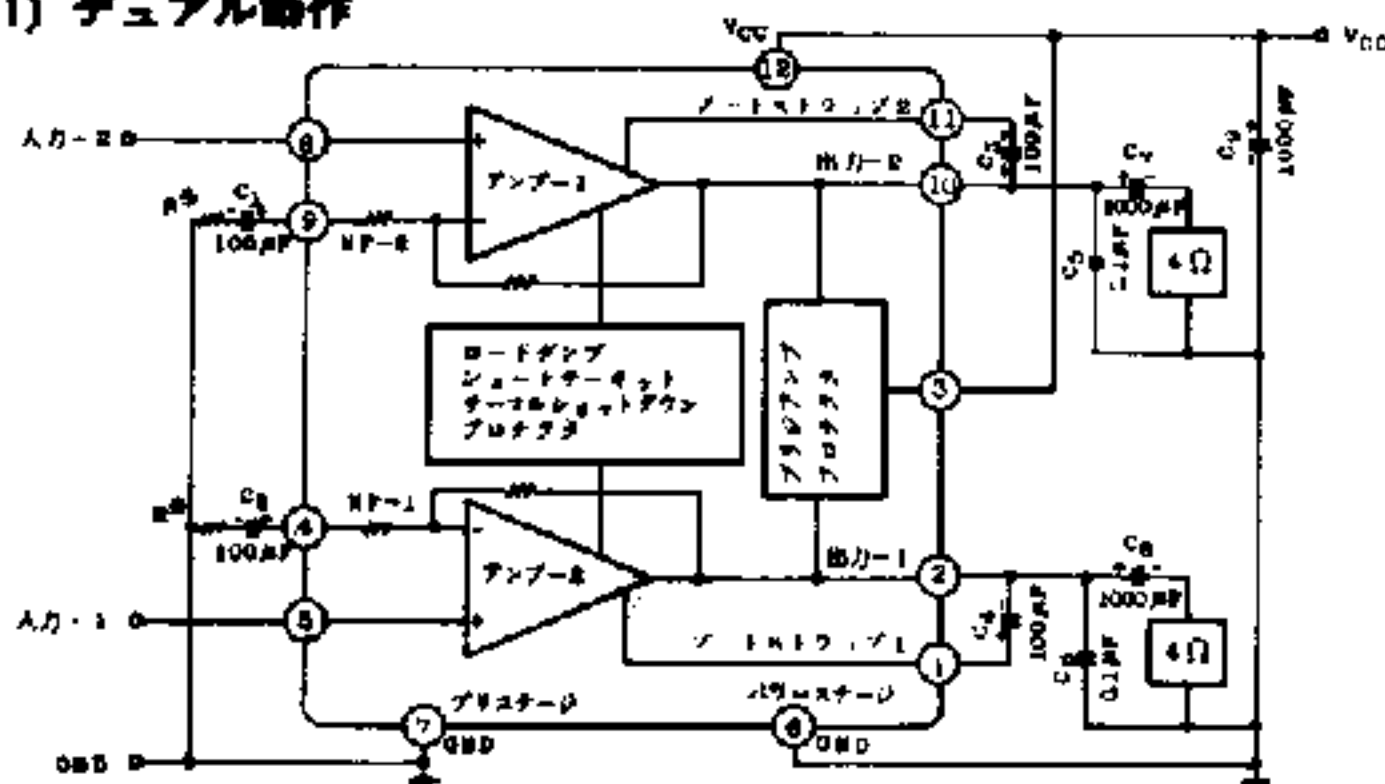 1) デュアル動作
VCC
12
VCC
ブートストラップ2
11
入力-2
8
100μF
1000μF
出力-2
10
アンプ-1
C7
1000μF
R*
9
100μF
NF-2
C5
0.1μF
4Ω
ロードダンプ
ショートサーキット
サーマルシャットダウン
プロテクタ
3
R*
C2
4
NF-1
100μF
アンプ-2
出力-1
2
C8
1000μF
100μF
入力-1
5
0.1μF
4Ω
ブートストラップ1
1
プリステージ
パワーステージ
7
GND
6
GND
GND